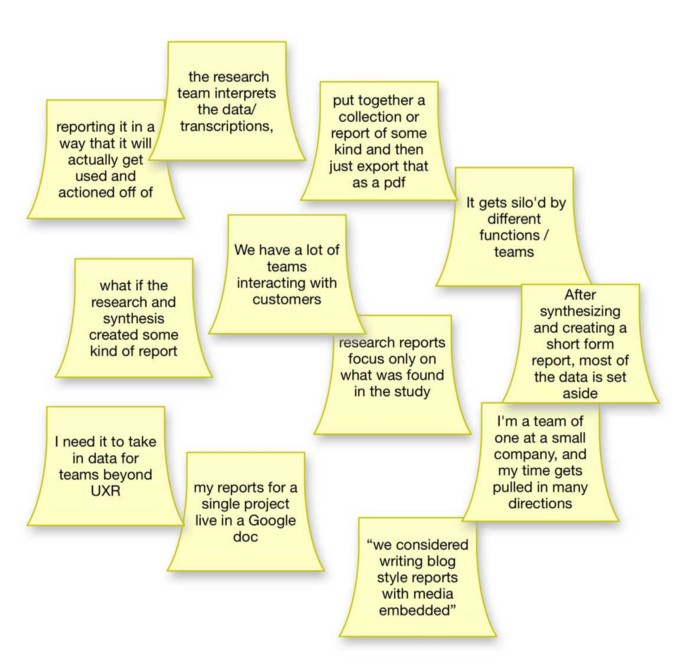 the research
team interprets
the data/
transcriptions,
reporting it in a
way that it will
actually get
used and
actioned off of
put together a
collection or
report of some
kind and then
just export that
as a pdf
It gets silo'd by
different
functions /
teams
We have a lot of
teams
interacting with
customers
what if the
research and
synthesis
created some
kind of report
After
synthesizing
and creating a
short form
report, most of
the data is set
aside
research reports
focus only on
what was found
in the study
I'm a team of
one at a small
company, and
my time gets
pulled in many
directions
I need it to take
in data for
teams beyond
UXR
my reports for a
single project
live in a Google
doc
“we considered
writing blog
style reports
with media
embedded”